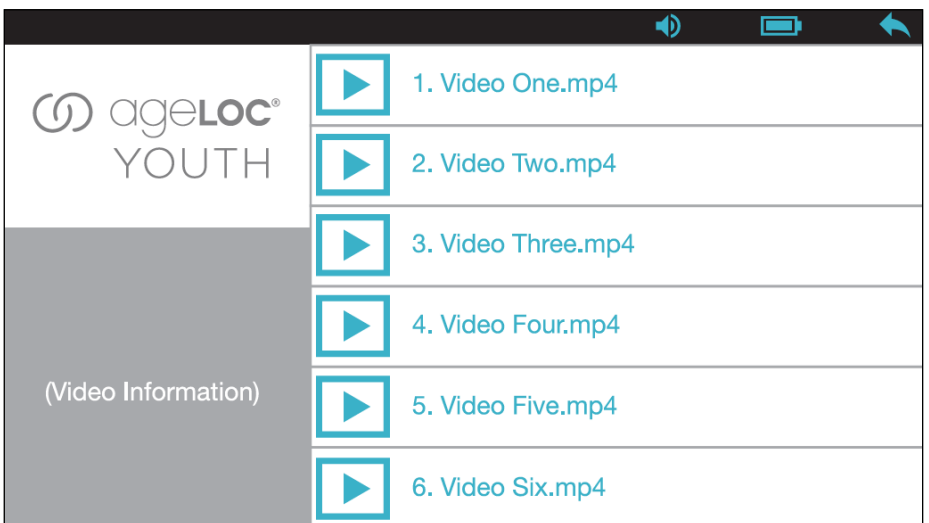 ageLOC®
YOUTH
(Video Information)
1. Video One.mp4
2. Video Two.mp4
3. Video Three.mp4
4. Video Four.mp4
5. Video Five.mp4
6. Video Six.mp4